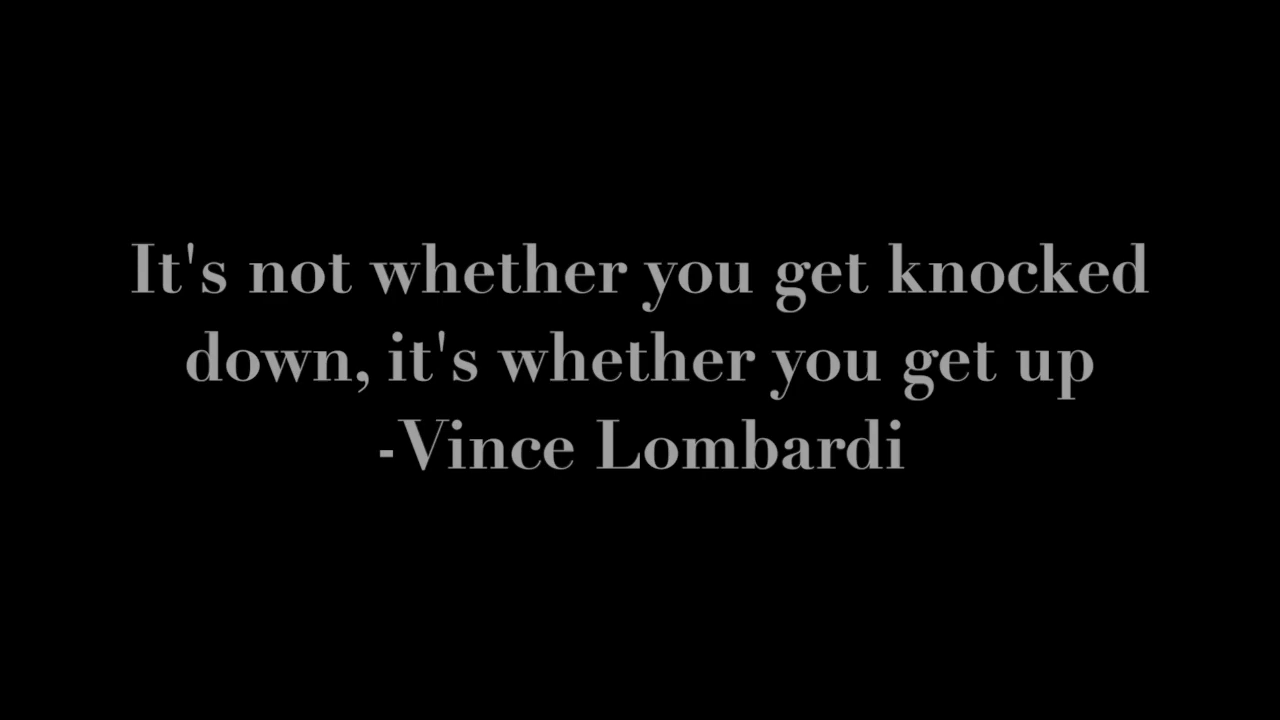 It's not whether you get knocked
down, it's whether you get up
-Vince Lombardi